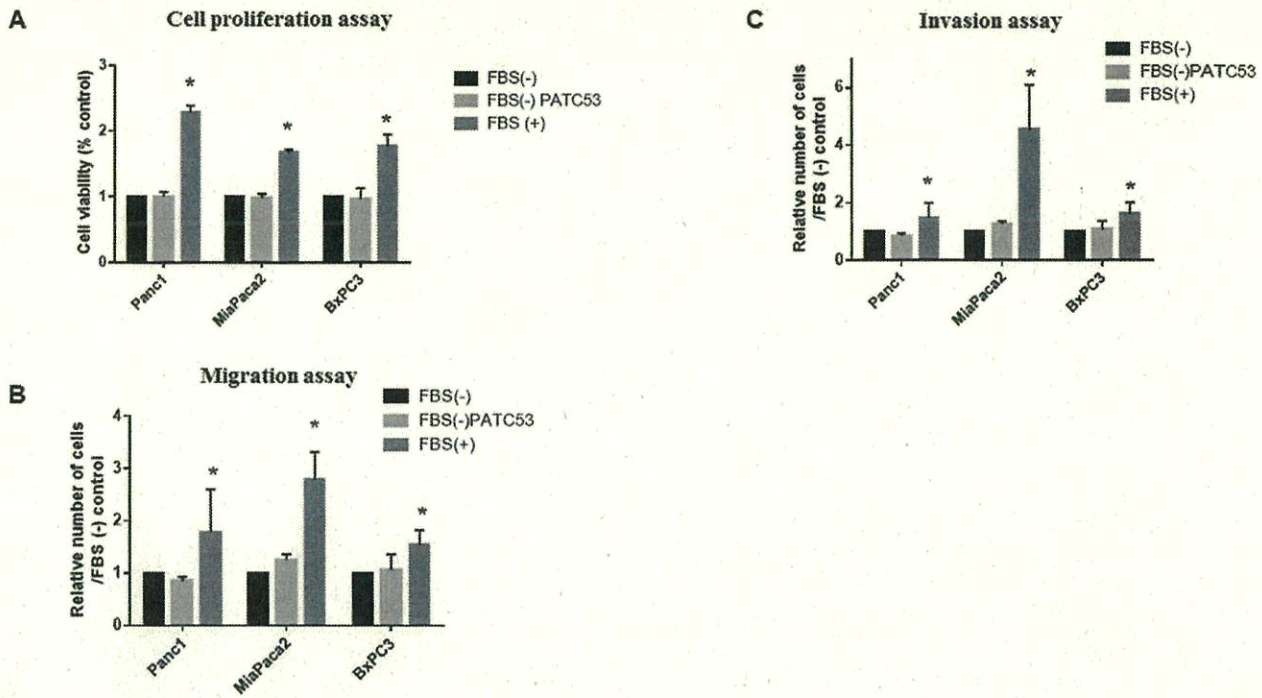 A
Cell proliferation assay
Cell viability (% control)
3
2
1
0
*
*
*
Panc1
MiaPaca2
BxPC3
FBS(-)
FBS(-) PATC53
FBS (+)
C
Invasion assay
Relative number of cells
/FBS (-) control
6
4
2
0
*
*
*
Panc1
MiaPaca2
BxPC3
FBS(-)
FBS(-)PATC53
FBS(+)
B
Migration assay
Relative number of cells
/FBS (-) control
4
3
2
1
0
*
*
*
Panc1
MiaPaca2
BxPC3
FBS(-)
FBS(-)PATC53
FBS(+)